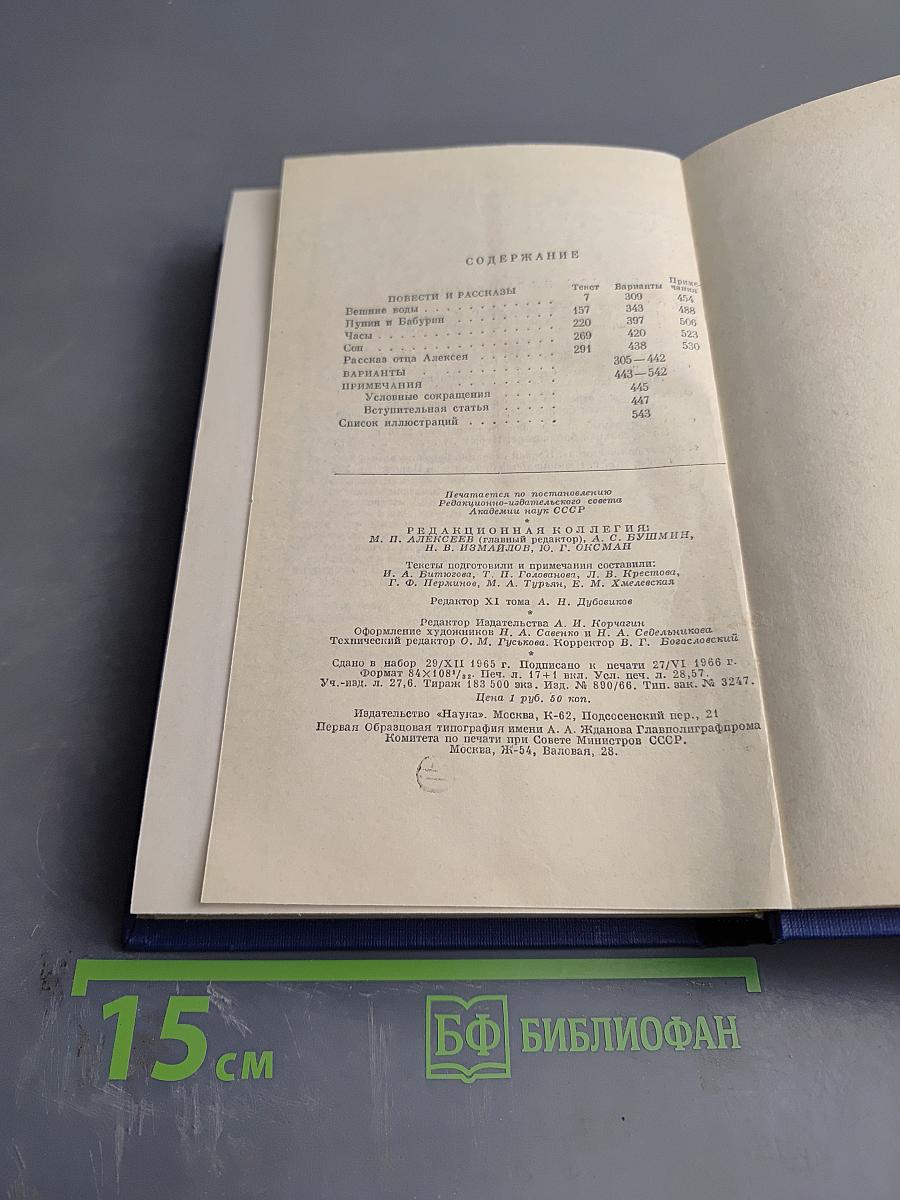 СОДЕРЖАНИЕ
Текст Варианты Приме-
чания
ПОВЕСТИ И РАССКАЗЫ
Вешние воды 7 309 454
Пунин и Бабурин 157 343 488
Часы 220 397 506
Сон 269 420 523
Рассказ отца Алексея 291 438 530
ВАРИАНТЫ 305—442
ПРИМЕЧАНИЯ 443—542
Условные сокращения 445
Вступительная статья 447
Список иллюстраций 543
Печатается по постановлению
Редакционно-издательского совета
Академии наук СССР
*
РЕДАКЦИОННАЯ КОЛЛЕГИЯ:
М. П. АЛЕКСЕЕВ (главный редактор), А. С. БУШМИН,
Н. В. ИЗМАЙЛОВ, Ю. Г. ОКСМАН
Тексты подготовили и примечания составили:
И. А. Битюгова, Т. П. Голованова, Л. В. Крестова,
Г. Ф. Перминов, М. А. Турьян, Е. М. Хмелевская
Редактор XI тома А. Н. Дубовиков
*
Редактор Издательства А. И. Корчагин
Оформление художников Н. А. Савенко и Н. А. Седельникова
Технический редактор О. М. Гуськова. Корректор В. Г. Богословский
*
Сдано в набор 29/XII 1965 г. Подписано к печати 27/VI 1966 г.
Формат 84×108¹/₃₂. Печ. л. 17+1 вкл. Усл. печ. л. 28,57.
Уч.-изд. л. 27,6. Тираж 183 500 экз. Изд. № 890/66. Тип. зак. № 3247.
Цена 1 руб. 50 коп.
Издательство «Наука». Москва, К-62, Подсосенский пер., 21
Первая Образцовая типография имени А. А. Жданова Главполиграфпрома
Комитета по печати при Совете Министров СССР.
Москва, Ж-54, Валовая, 28.
15 см
БФ БИБЛИОФАН